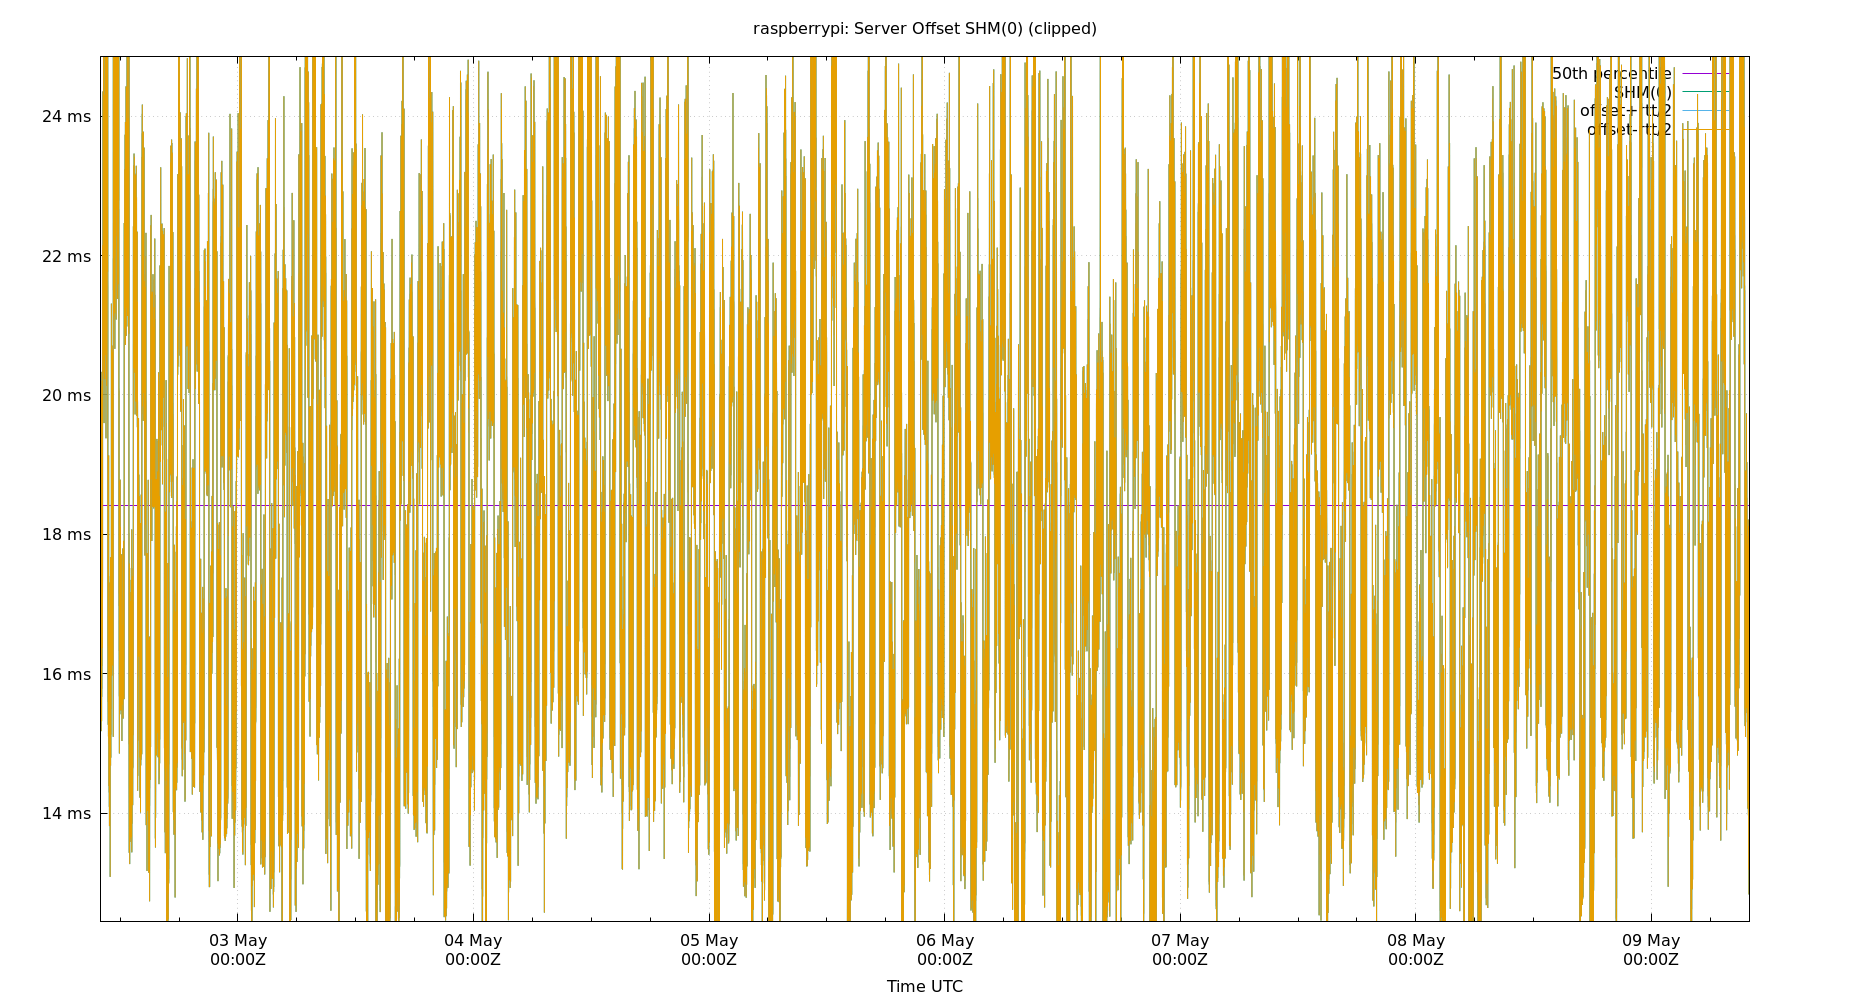 raspberrypi: Server Offset SHM(0) (clipped)
50th percentile
SHM(0)
offset+rtt/2
offset-rtt/2
24 ms
22 ms
20 ms
18 ms
16 ms
14 ms
03 May
00:00Z
04 May
00:00Z
05 May
00:00Z
06 May
00:00Z
07 May
00:00Z
08 May
00:00Z
09 May
00:00Z
Time UTC